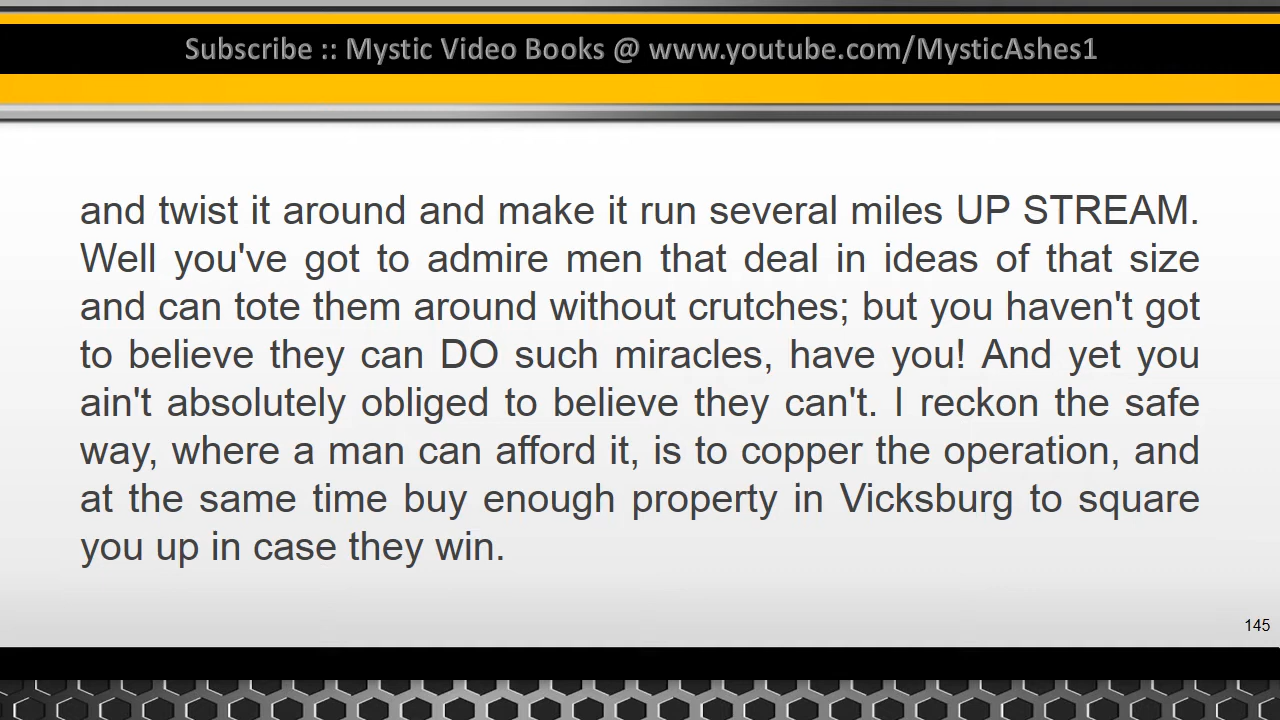 Subscribe :: Mystic Video Books @ www.youtube.com/MysticAshes1
and twist it around and make it run several miles UP STREAM.
Well you've got to admire men that deal in ideas of that size
and can tote them around without crutches; but you haven't got
to believe they can DO such miracles, have you! And yet you
ain't absolutely obliged to believe they can't. I reckon the safe
way, where a man can afford it, is to copper the operation, and
at the same time buy enough property in Vicksburg to square
you up in case they win.
145